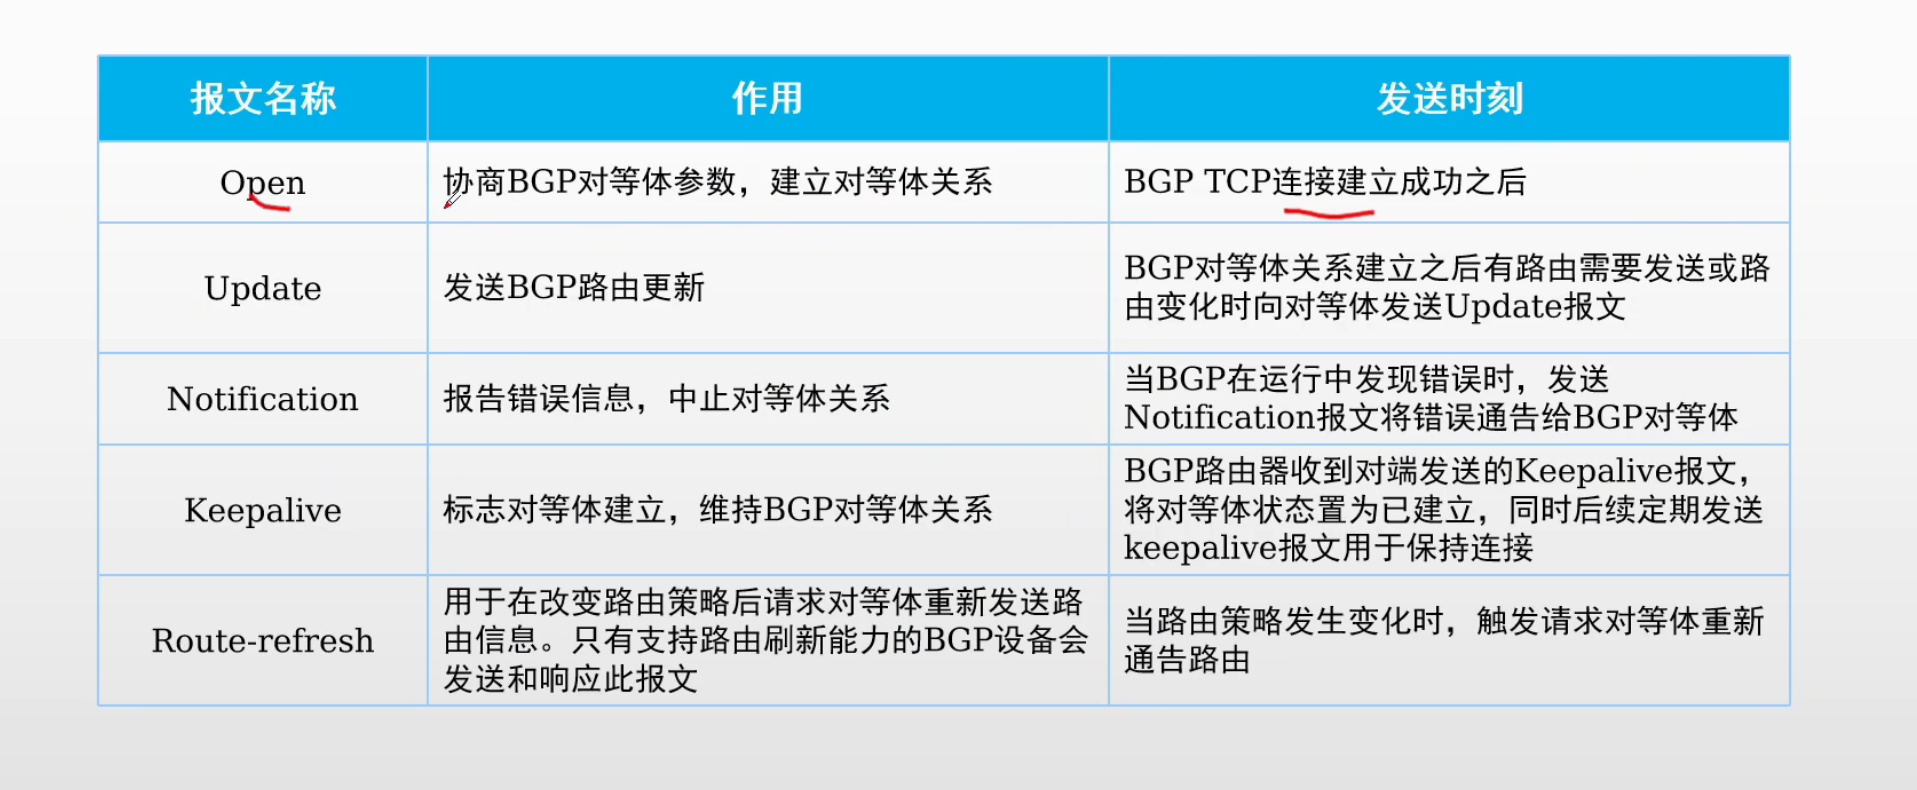 报文名称
作用
发送时刻
Open
协商BGP对等体参数，建立对等体关系
BGP TCP连接建立成功之后
Update
发送BGP路由更新
BGP对等体关系建立之后有路由需要发送或路
由变化时向对等体发送Update报文
Notification
报告错误信息，中止对等体关系
当BGP在运行中发现错误时，发送
Notification报文将错误通告给BGP对等体
Keepalive
标志对等体建立，维持BGP对等体关系
BGP路由器收到对端发送的Keepalive报文，
将对等体状态置为已建立，同时后续定期发送
keepalive报文用于保持连接
Route-refresh
用于在改变路由策略后请求对等体重新发送路
由信息。只有支持路由刷新能力的BGP设备会
发送和响应此报文
当路由策略发生变化时，触发请求对等体重新
通告路由